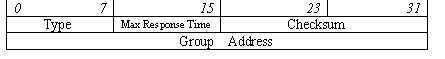 0 7 15 23 31
Type Max Response Time Checksum
Group Address